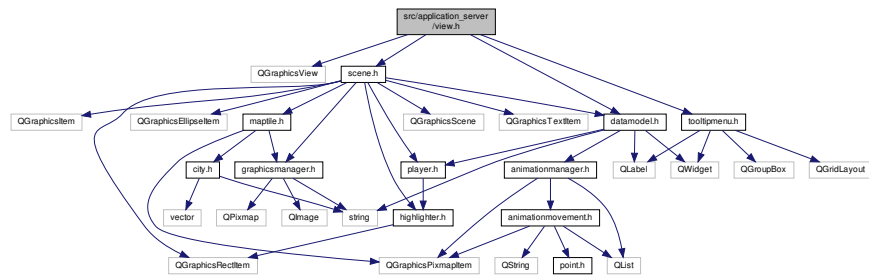 src/application_server
/view.h
QGraphicsView
scene.h
QGraphicsItem
QGraphicsEllipseItem
maptile.h
QGraphicsScene
QGraphicsTextItem
datamodel.h
tooltipmenu.h
city.h
graphicsmanager.h
player.h
animationmanager.h
QLabel
QWidget
QGroupBox
QGridLayout
vector
QPixmap
QImage
string
highlighter.h
animationmovement.h
QGraphicsRectItem
QGraphicsPixmapItem
QString
point.h
QList